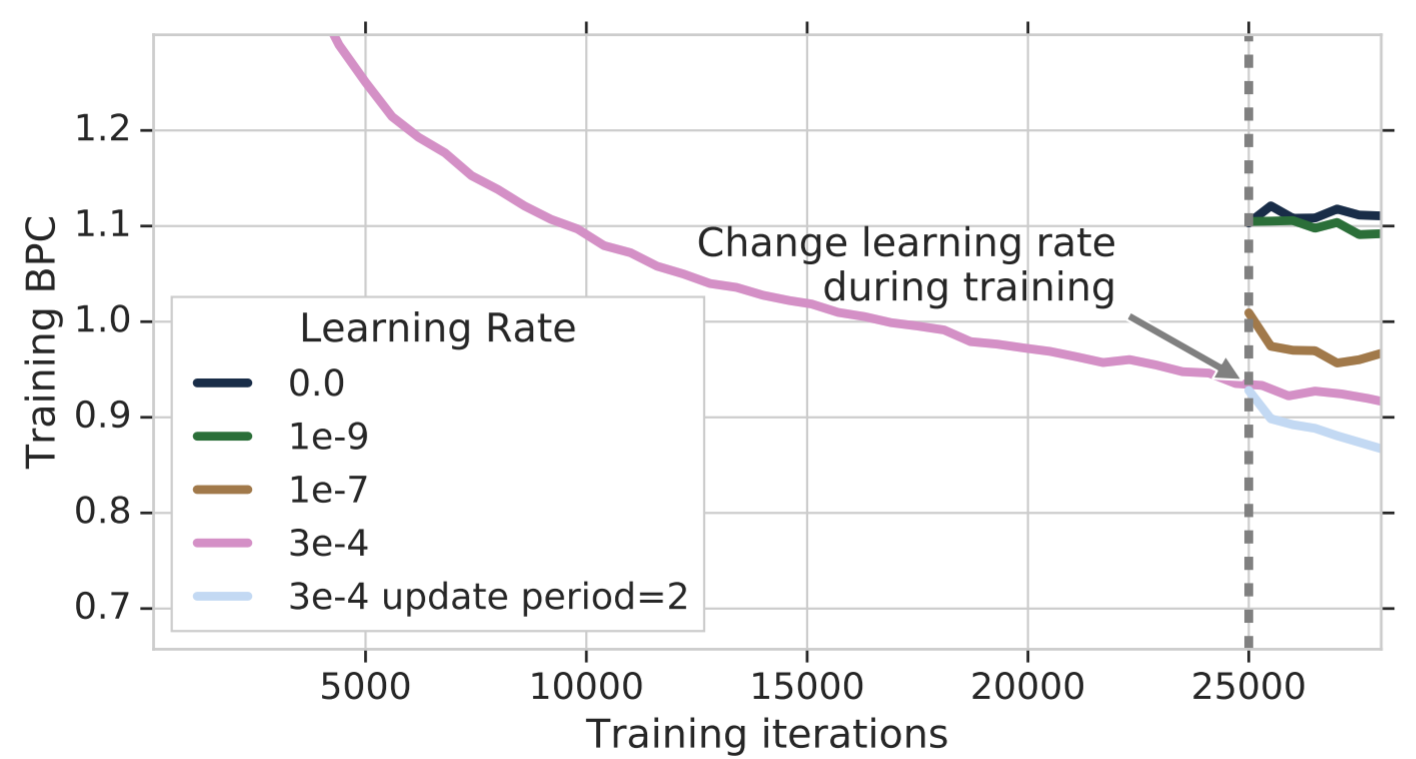 1.2
1.1
1.0
0.9
0.8
0.7
Training BPC
Change learning rate
during training
Learning Rate
0.0
1e-9
1e-7
3e-4
3e-4 update period=2
5000 10000 15000 20000 25000
Training iterations